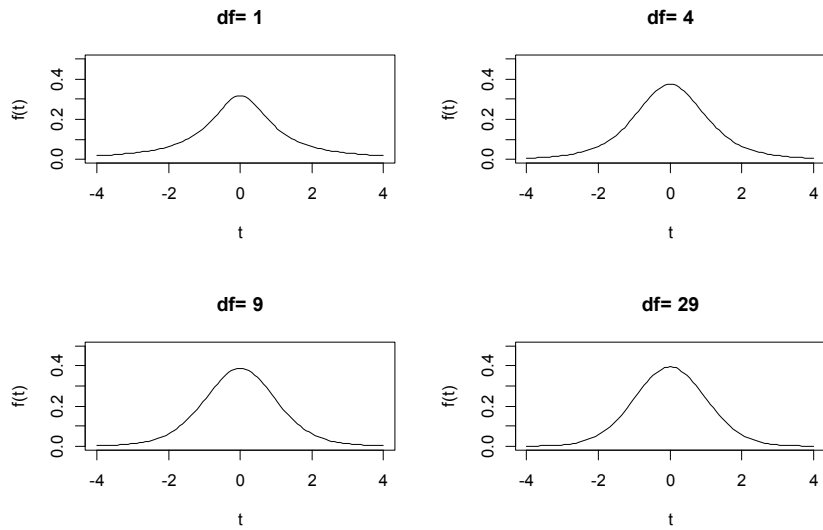 df= 1
f(t)
0.0 0.2 0.4
-4 -2 0 2 4
t
df= 4
f(t)
0.0 0.2 0.4
-4 -2 0 2 4
t
df= 9
f(t)
0.0 0.2 0.4
-4 -2 0 2 4
t
df= 29
f(t)
0.0 0.2 0.4
-4 -2 0 2 4
t